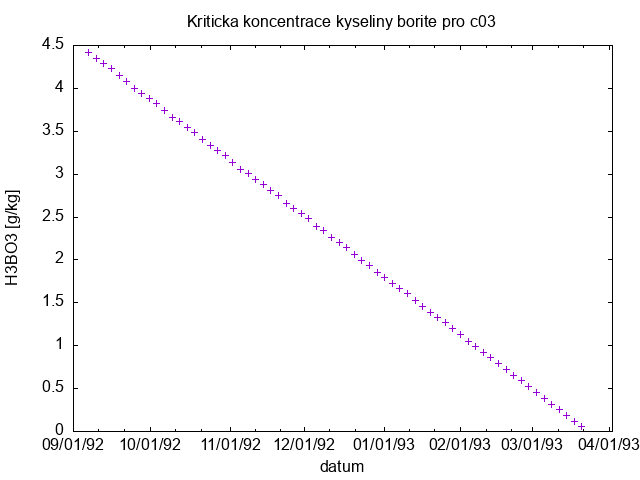 Kriticka koncentrace kyseliny borite pro c03
4.5
4
3.5
3
2.5
2
1.5
1
0.5
0
H3BO3 [g/kg]
09/01/92 10/01/92 11/01/92 12/01/92 01/01/93 02/01/93 03/01/93 04/01/93
datum